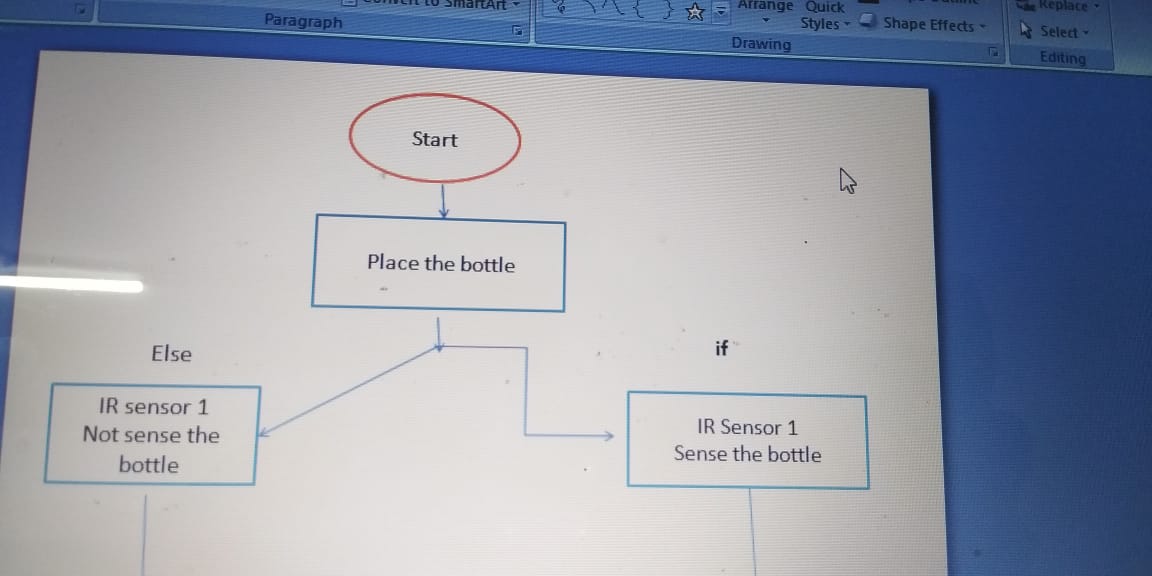 Convert to SmartArt
Arrange
Quick
Styles
Shape Effects
Replace
Select
Paragraph
Drawing
Editing
Start
Place the bottle
Else
if
IR sensor 1
Not sense the
bottle
IR Sensor 1
Sense the bottle